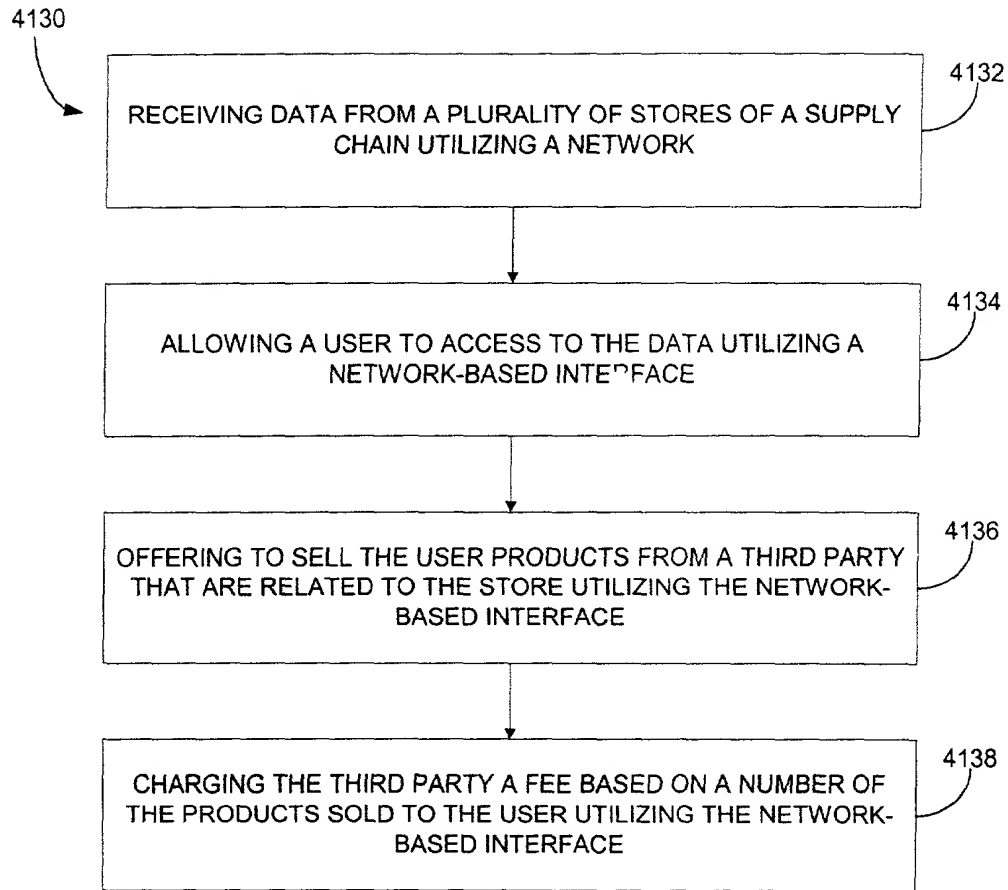 4130
4132
RECEIVING DATA FROM A PLURALITY OF STORES OF A SUPPLY
CHAIN UTILIZING A NETWORK
4134
ALLOWING A USER TO ACCESS TO THE DATA UTILIZING A
NETWORK-BASED INTERFACE
4136
OFFERING TO SELL THE USER PRODUCTS FROM A THIRD PARTY
THAT ARE RELATED TO THE STORE UTILIZING THE NETWORK-
BASED INTERFACE
4138
CHARGING THE THIRD PARTY A FEE BASED ON A NUMBER OF
THE PRODUCTS SOLD TO THE USER UTILIZING THE NETWORK-
BASED INTERFACE